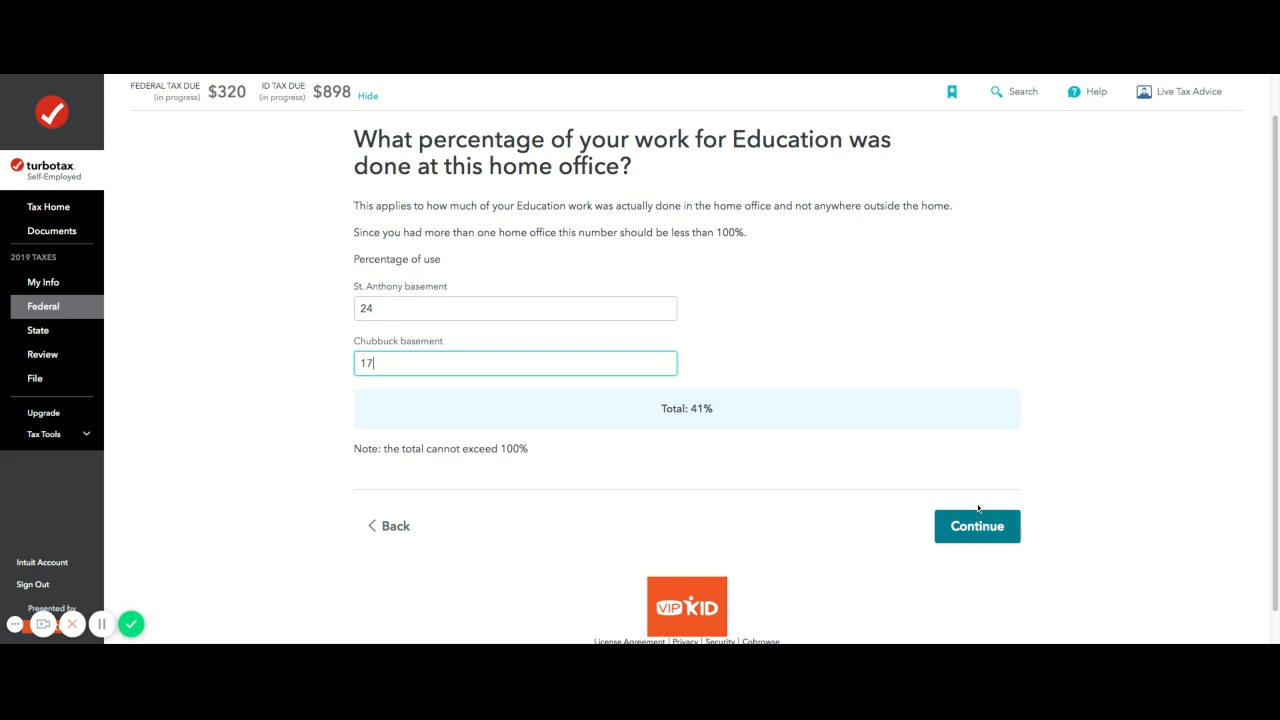 FEDERAL TAX DUE
(in progress)
$320
ID TAX DUE
(in progress)
$898
Hide
Search
Help
Live Tax Advice
turbotax.
Self-Employed
Tax Home
Documents
2019 TAXES
My Info
Federal
State
Review
File
Upgrade
Tax Tools
Intuit Account
Sign Out
Presented by
What percentage of your work for Education was
done at this home office?
This applies to how much of your Education work was actually done in the home office and not anywhere outside the home.
Since you had more than one home office this number should be less than 100%.
Percentage of use
St. Anthony basement
24
Chubbuck basement
17
Total: 41%
Note: the total cannot exceed 100%
Back
Continue
VIPKID
License Agreement | Privacy | Security | Cobrowse